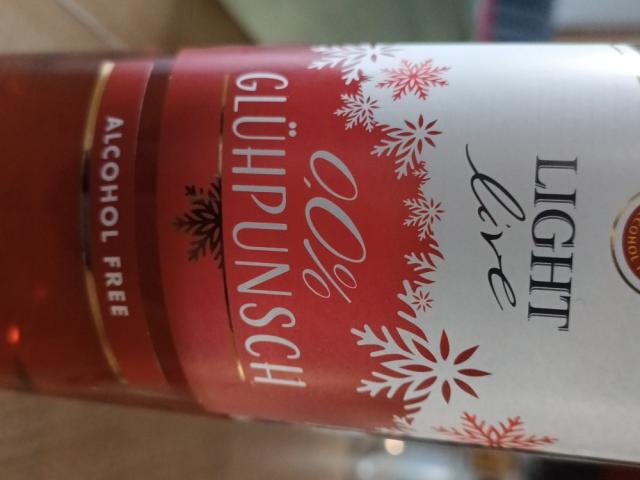 LIGHT
live
0,0%
GLÜHPUNSCH
ALCOHOL FREE